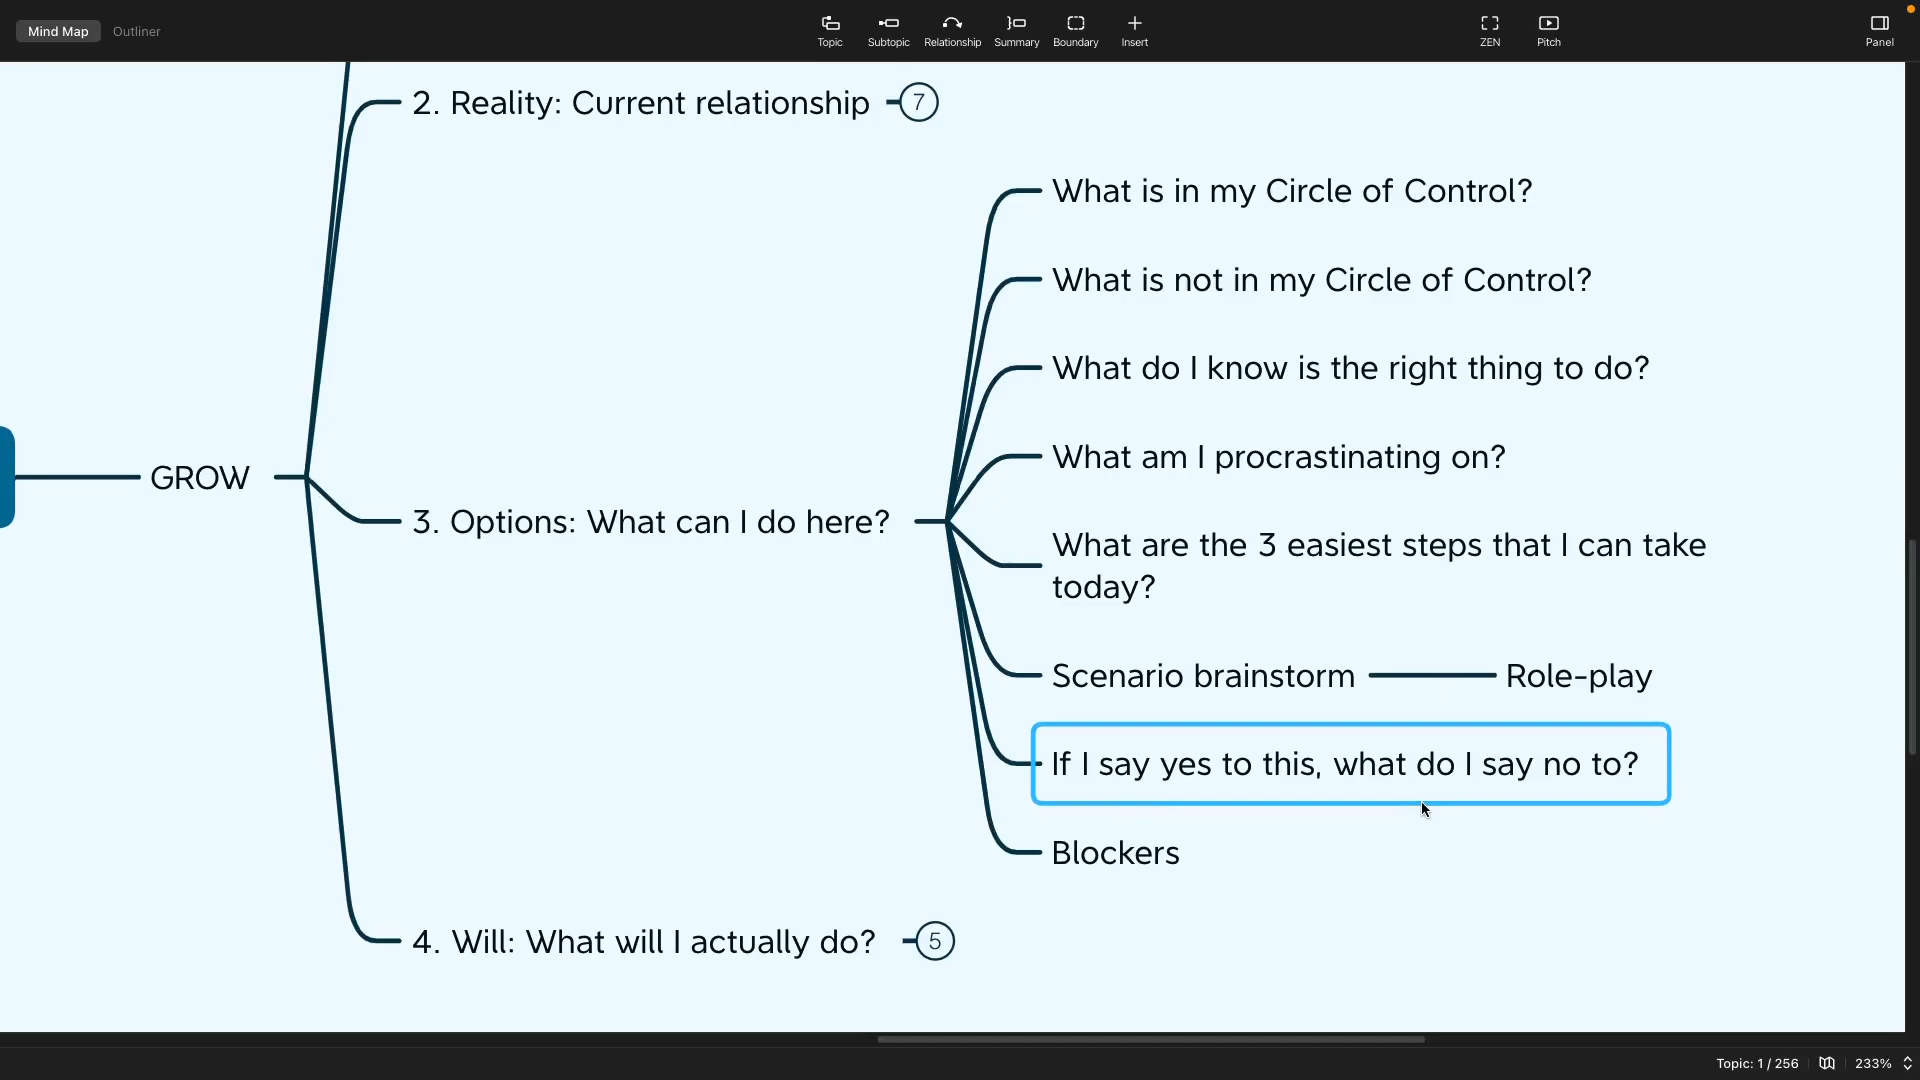 Mind Map
Outliner
Topic
Subtopic
Relationship
Summary
Boundary
Insert
ZEN
Pitch
Panel
GROW
2. Reality: Current relationship
7
3. Options: What can I do here?
What is in my Circle of Control?
What is not in my Circle of Control?
What do I know is the right thing to do?
What am I procrastinating on?
What are the 3 easiest steps that I can take
today?
Scenario brainstorm
Role-play
If I say yes to this, what do I say no to?
Blockers
4. Will: What will I actually do?
5
Topic: 1 / 256
233%